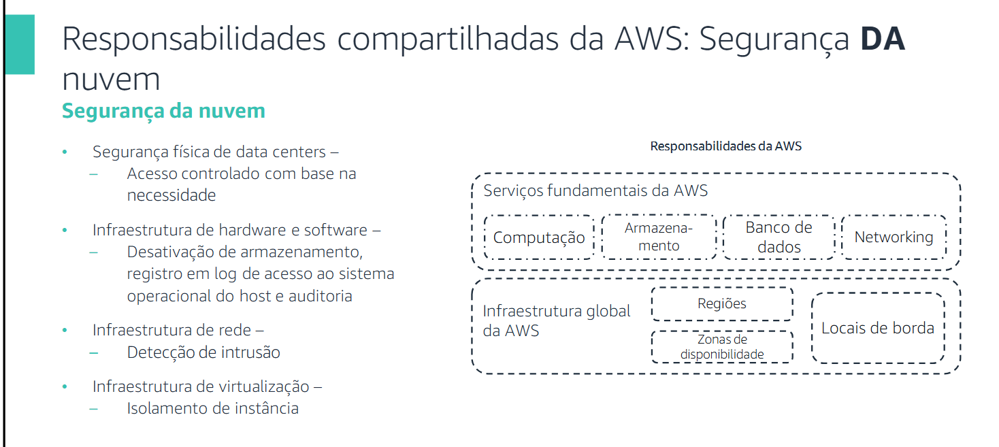 Responsabilidades compartilhadas da AWS: Segurança DA
nuvem
Segurança da nuvem
• Segurança física de data centers –
– Acesso controlado com base na
necessidade
• Infraestrutura de hardware e software –
– Desativação de armazenamento,
registro em log de acesso ao sistema
operacional do host e auditoria
• Infraestrutura de rede –
– Detecção de intrusão
• Infraestrutura de virtualização –
– Isolamento de instância
Responsabilidades da AWS
Serviços fundamentais da AWS
Computação
Armazena-
mento
Banco de
dados
Networking
Infraestrutura global
da AWS
Regiões
Zonas de
disponibilidade
Locais de borda